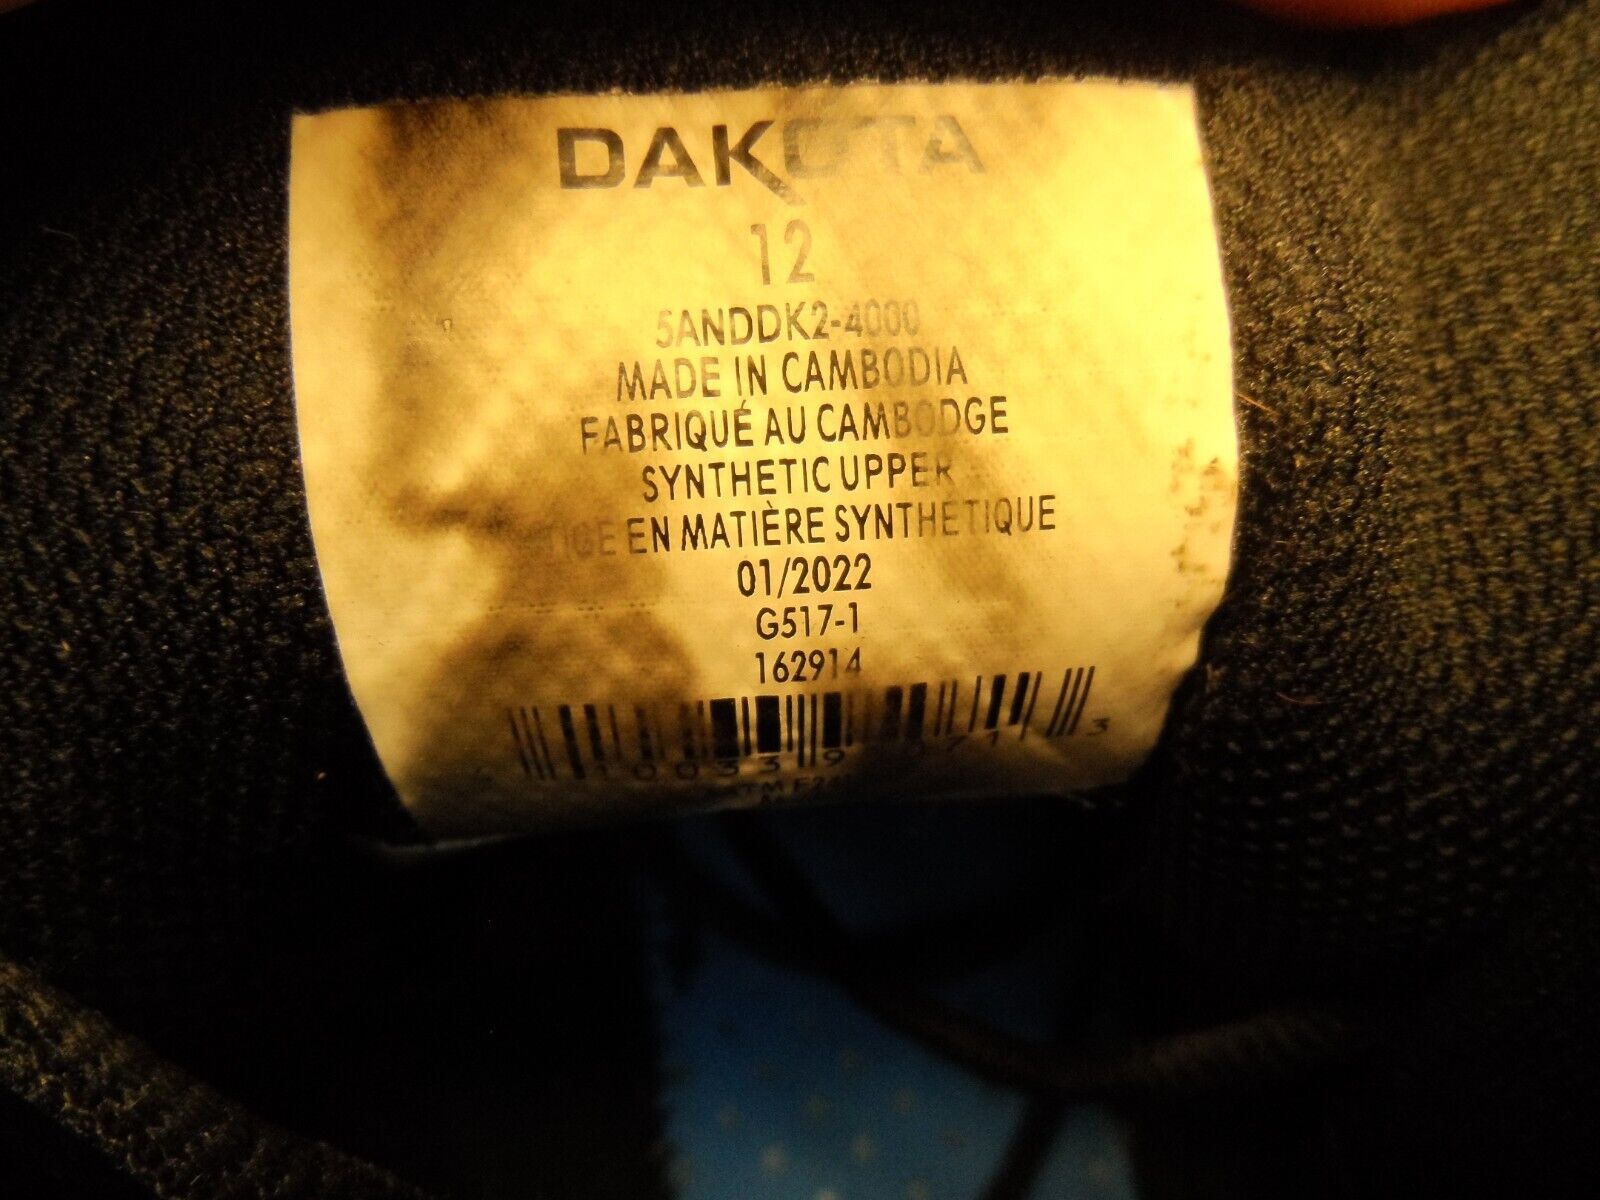 DAKOTA
12
5ANDDK2-4000
MADE IN CAMBODIA
FABRIQUÉ AU CAMBODGE
SYNTHETIC UPPER
TIGE EN MATIÈRE SYNTHETIQUE
01/2022
G517-1
162914